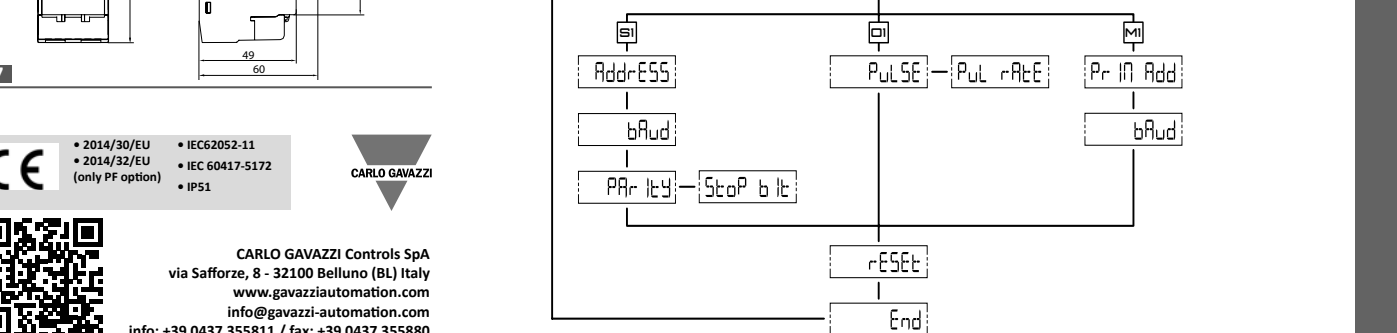 49
60
7
• 2014/30/EU
• 2014/32/EU
(only PF option)
• IEC62052-11
• IEC 60417-5172
• IP51
CE
CARLO GAVAZZI
CARLO GAVAZZI Controls SpA
via Safforze, 8 - 32100 Belluno (BL) Italy
www.gavazziautomation.com
info@gavazzi-automation.com
info: +39 0437 355811 / fax: +39 0437 355880
S1
O1
M1
AddrESS
PuLSE
PuL rAtE
Pr IM Add
bAud
bAud
PAr Ity
StoP b It
rESEt
End